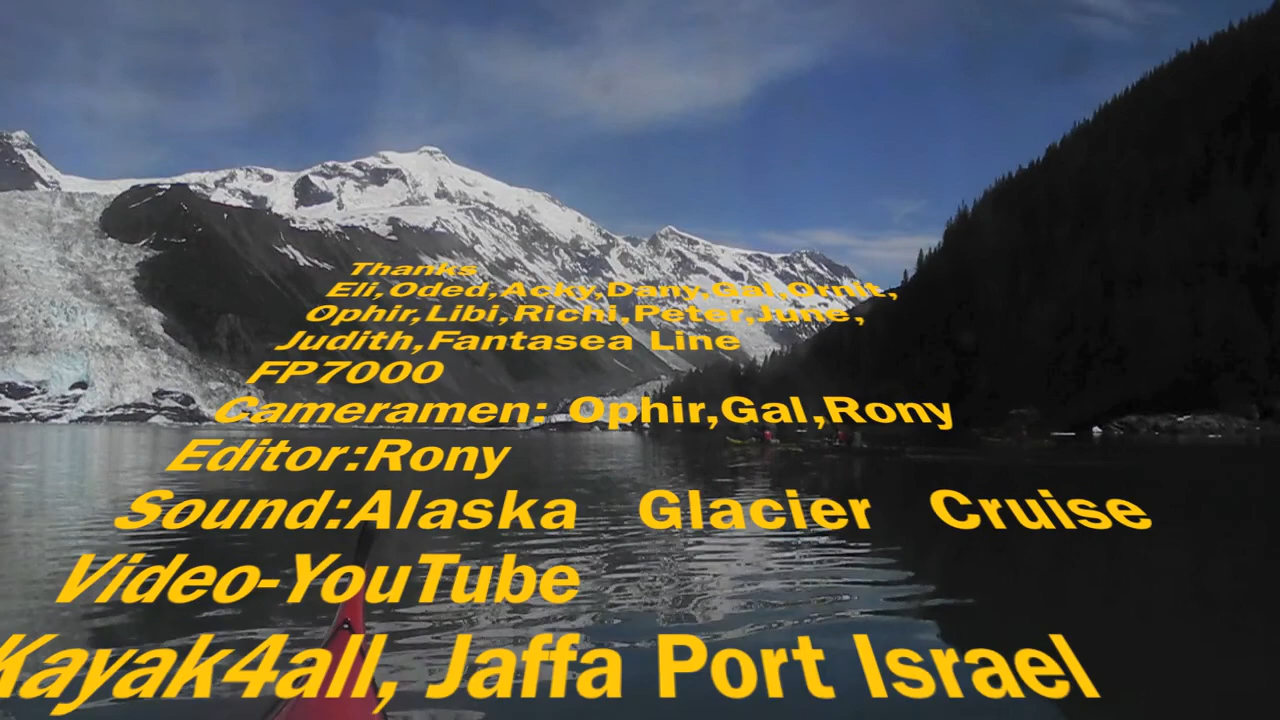 Thanks
Eli,Oded,Acky,Dany,Gal,Ornit,
Ophir,Libi,Richi,Peter,June,
Judith,Fantasea Line
FP7000
Cameramen: Ophir,Gal,Rony
Editor:Rony
Sound:Alaska Glacier Cruise
Video-YouTube
Kayak4all, Jaffa Port Israel